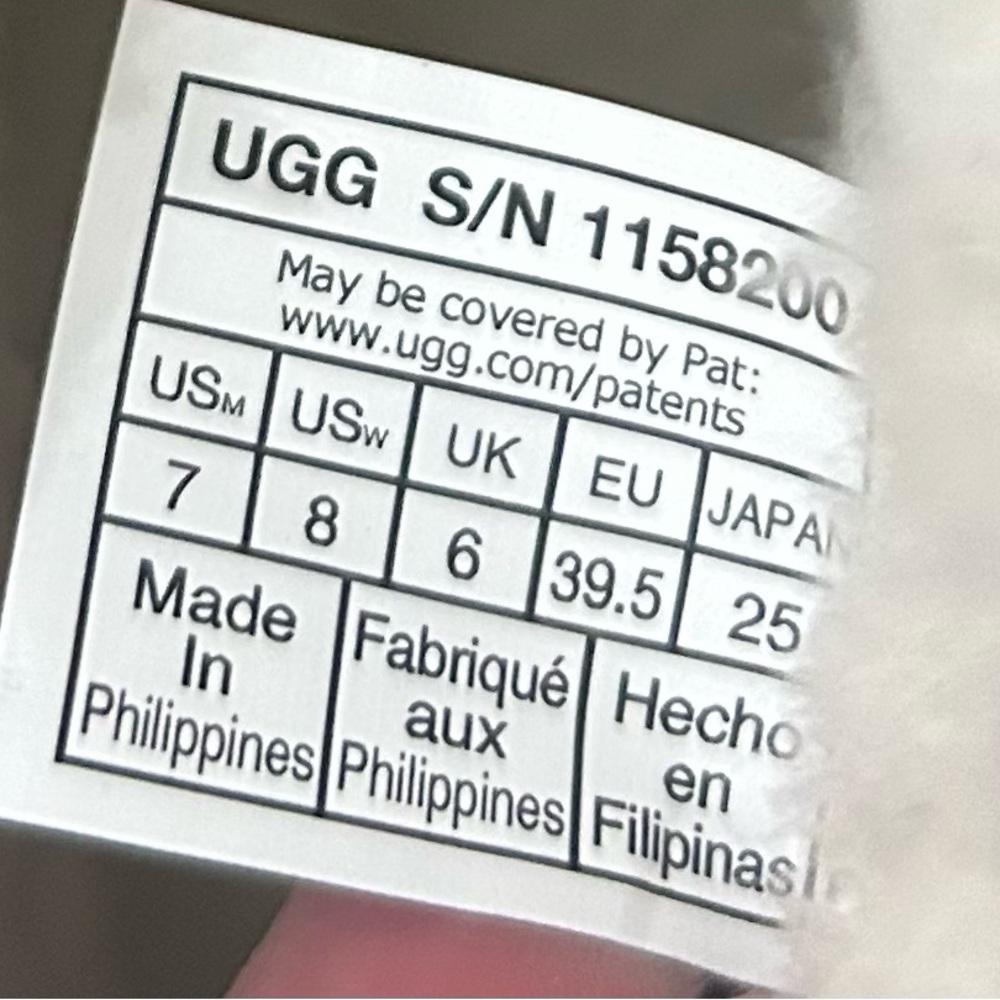 UGG S/N 1158200
May be covered by Pat:
www.ugg.com/patents
USM USW UK EU JAPAN
7 8 6 39.5 25
Made
In
Philippines
Fabriqué
aux
Philippines
Hecho
en
Filipinas